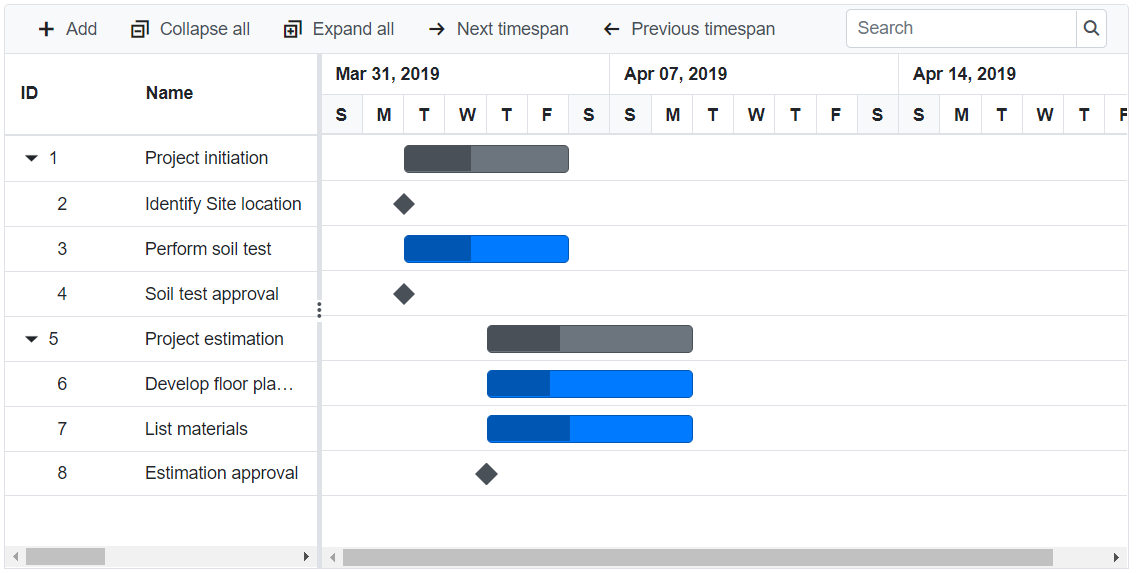 Add Collapse all Expand all Next timespan Previous timespan Search
Mar 31, 2019 Apr 07, 2019 Apr 14, 2019
ID Name
S M T W T F S S M T W T F S S M T W T F
1 Project initiation
2 Identify Site location
3 Perform soil test
4 Soil test approval
5 Project estimation
6 Develop floor pla…
7 List materials
8 Estimation approval